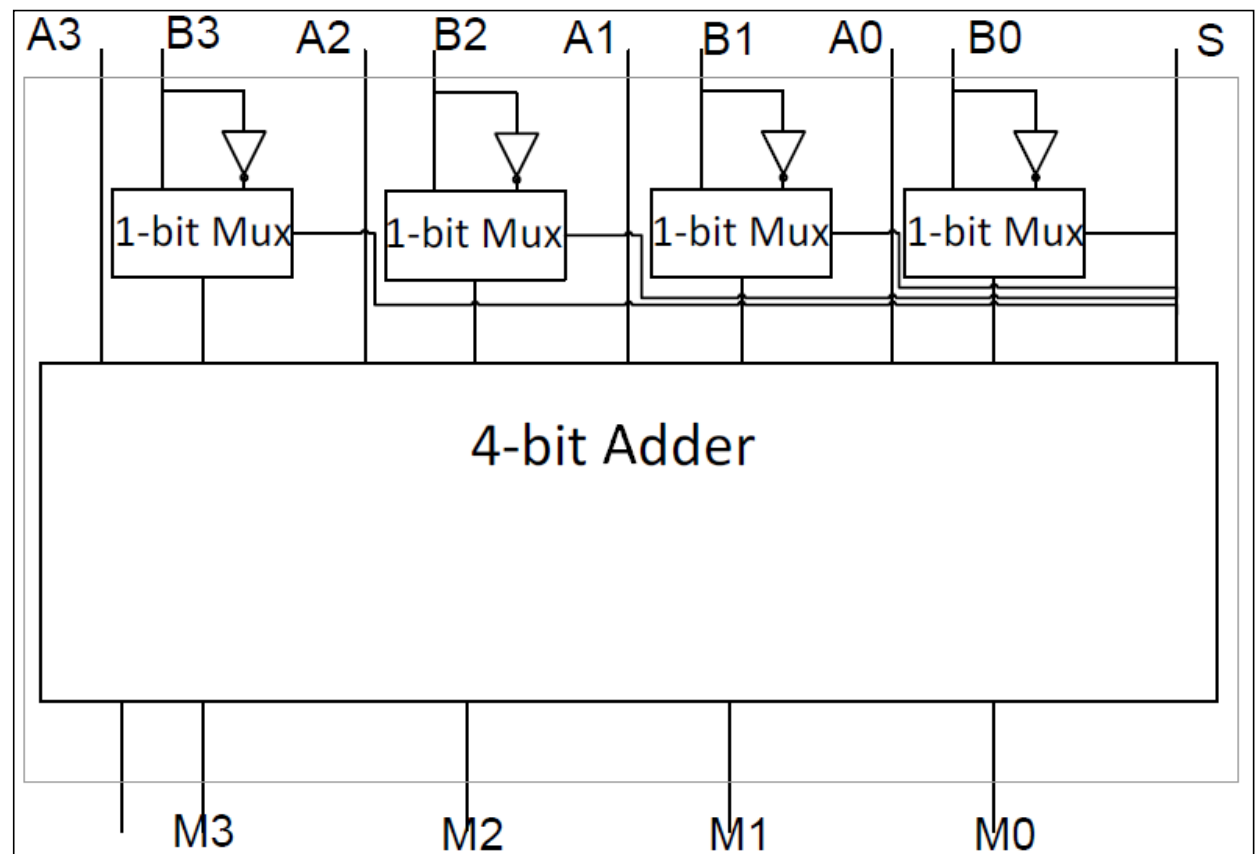 A3 B3 A2 B2 A1 B1 A0 B0 S
1-bit Mux 1-bit Mux 1-bit Mux 1-bit Mux
4-bit Adder
M3 M2 M1 M0